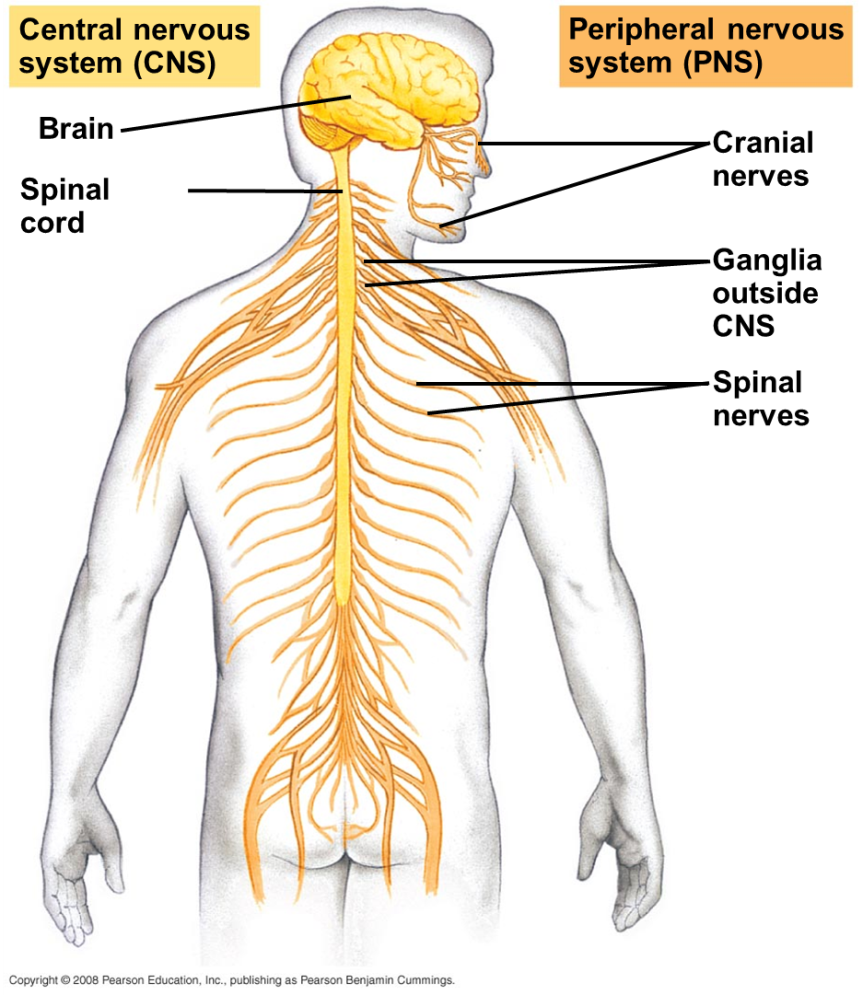 Central nervous
system (CNS)
Peripheral nervous
system (PNS)
Brain
Cranial
nerves
Spinal
cord
Ganglia
outside
CNS
Spinal
nerves
Copyright © 2008 Pearson Education, Inc., publishing as Pearson Benjamin Cummings.